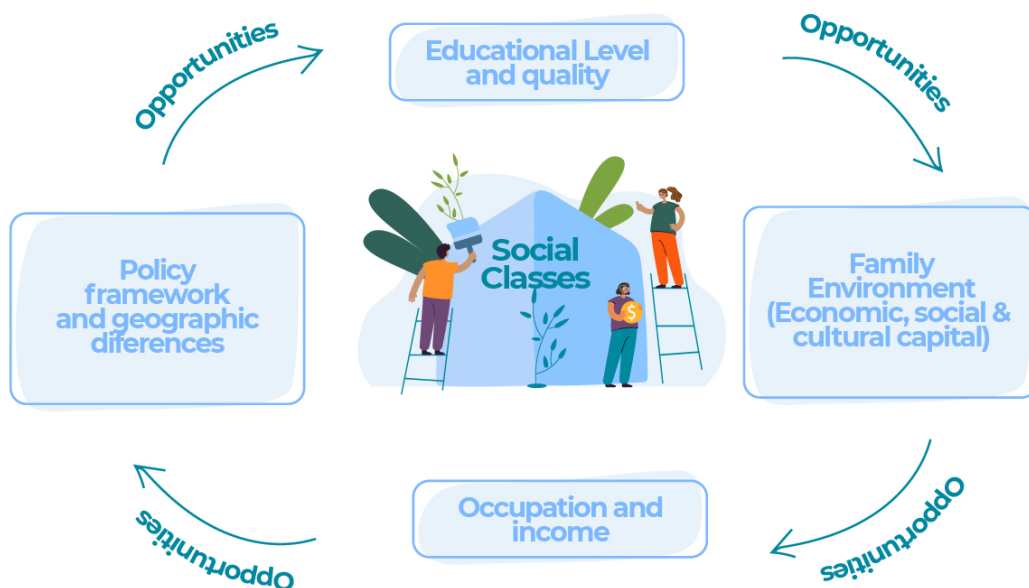 Opportunities
Educational Level
and quality
Opportunities
Policy
framework
and geographic
diferences
Social
Classes
$
Family
Environment
(Economic, social &
cultural capital)
Opportunities
Occupation and
income
Opportunities